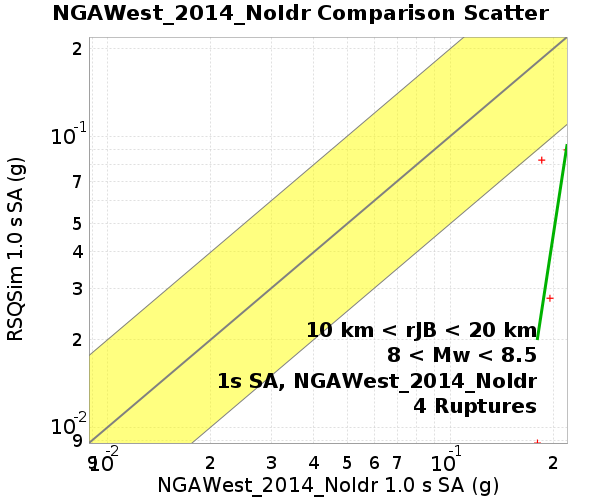 NGAWest_2014_NoIdr Comparison Scatter
RSQSim 1.0 s SA (g)
2
10^-1
7
5
4
3
2
10^-2
9
10 km < rJB < 20 km
8 < Mw < 8.5
1s SA, NGAWest_2014_NoIdr
4 Ruptures
9 10^-2 2 3 4 5 6 7 10^-1 2
NGAWest_2014_NoIdr 1.0 s SA (g)